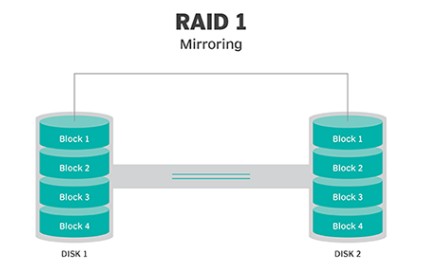 RAID 1
Mirroring
Block 1
Block 1
Block 2
Block 2
Block 3
Block 3
Block 4
Block 4
DISK 1
DISK 2